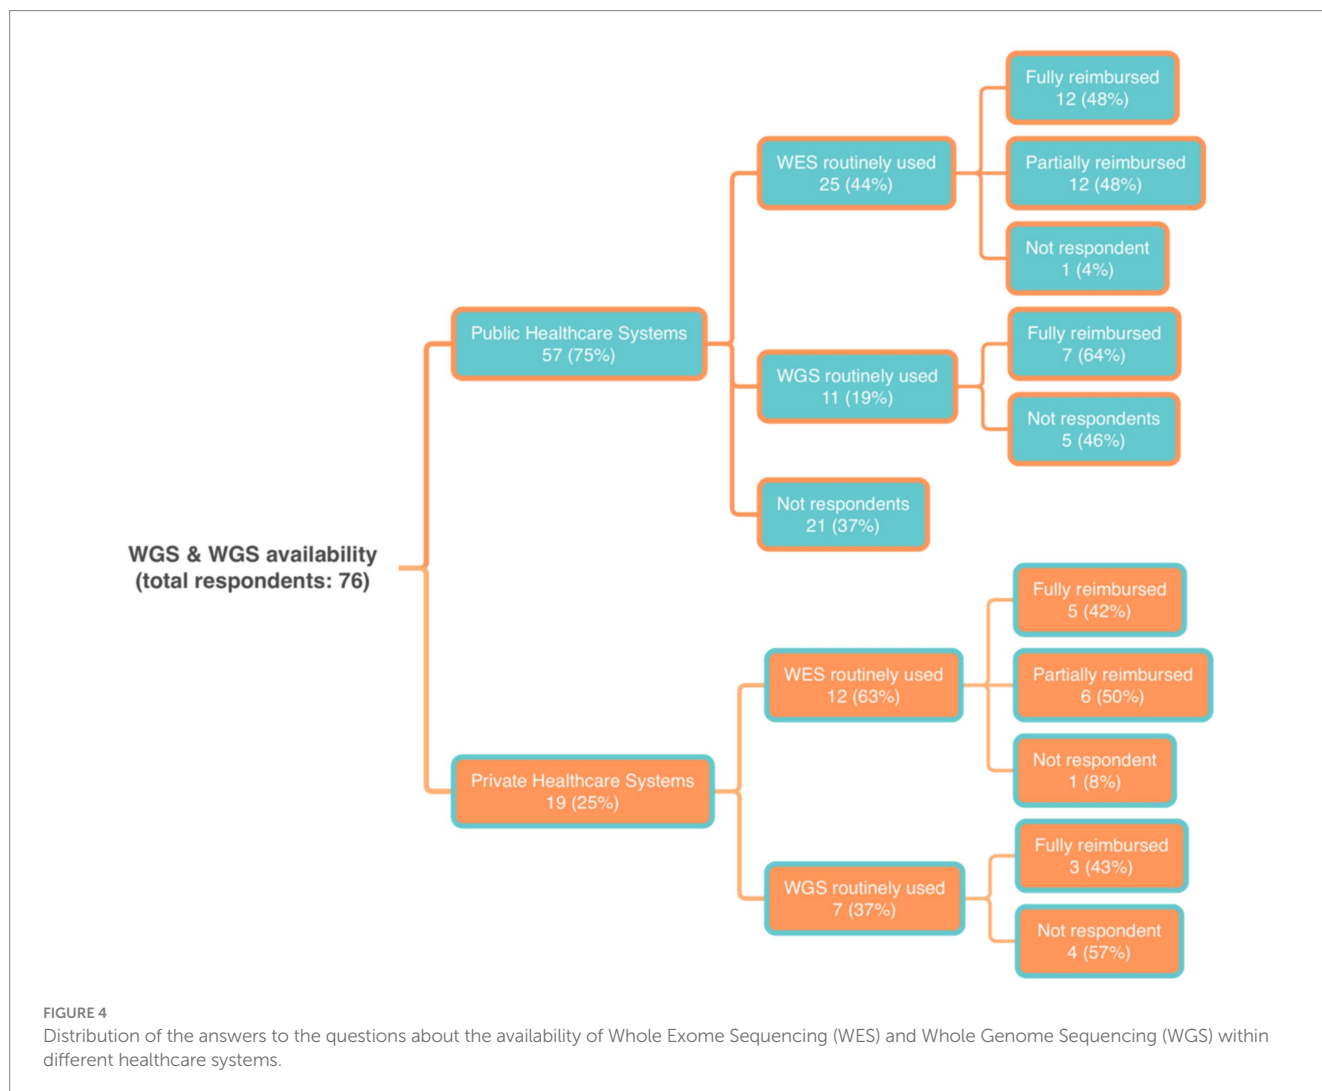 WGS & WGS availability
(total respondents: 76)
Public Healthcare Systems
57 (75%)
WES routinely used
25 (44%)
Fully reimbursed
12 (48%)
Partially reimbursed
12 (48%)
Not respondent
1 (4%)
WGS routinely used
11 (19%)
Fully reimbursed
7 (64%)
Not respondents
5 (46%)
Not respondents
21 (37%)
Private Healthcare Systems
19 (25%)
WES routinely used
12 (63%)
Fully reimbursed
5 (42%)
Partially reimbursed
6 (50%)
Not respondent
1 (8%)
WGS routinely used
7 (37%)
Fully reimbursed
3 (43%)
Not respondent
4 (57%)
FIGURE 4
Distribution of the answers to the questions about the availability of Whole Exome Sequencing (WES) and Whole Genome Sequencing (WGS) within
different healthcare systems.